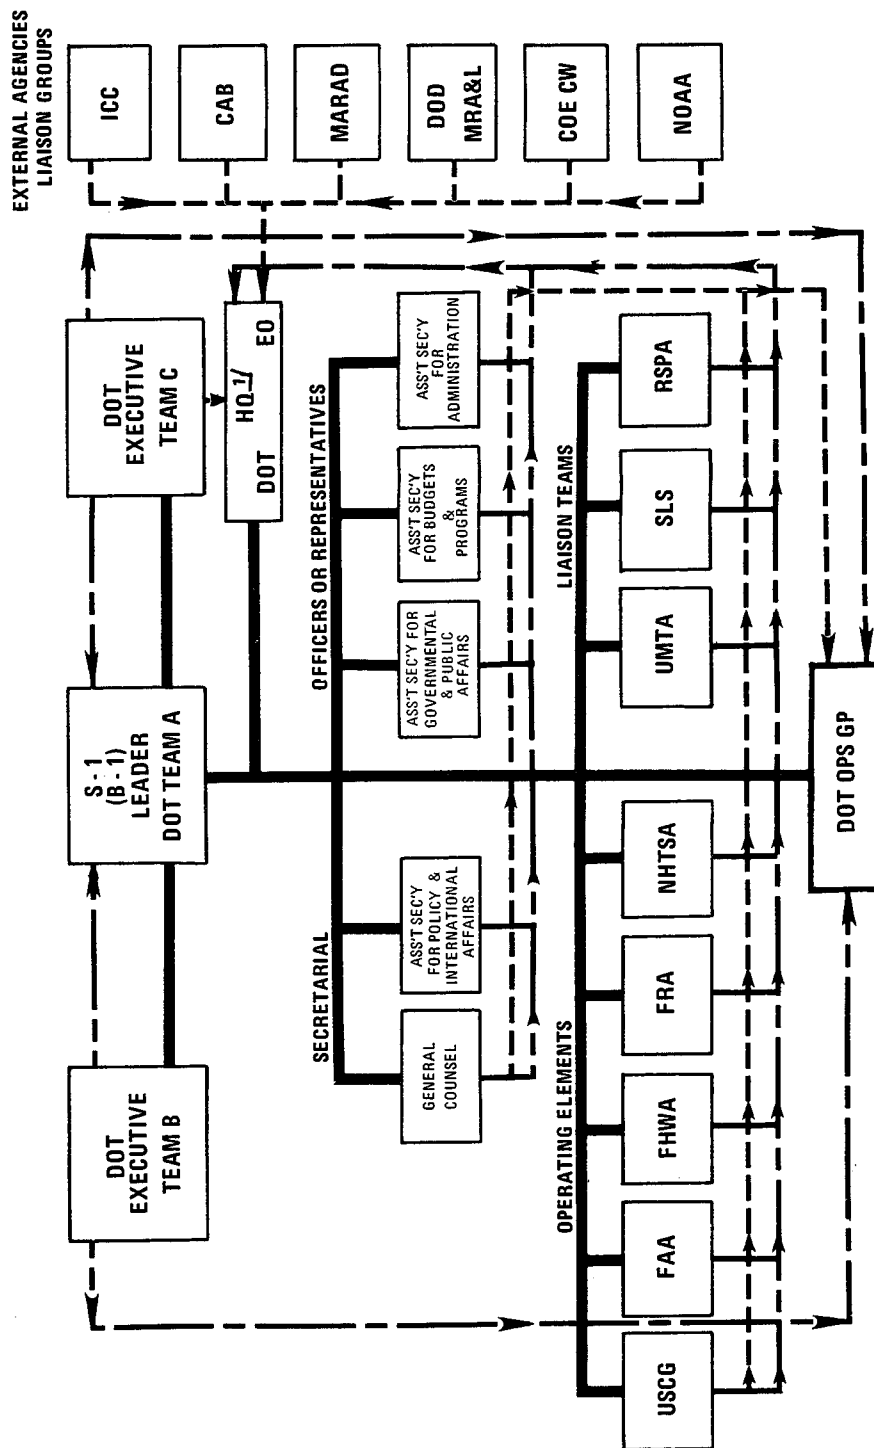 EXTERNAL AGENCIES
LIAISON GROUPS
ICC
CAB
MARAD
DOD
MRA&L
COE CW
NOAA
DOT
EXECUTIVE
TEAM B
S - 1
(B - 1)
LEADER
DOT TEAM A
DOT
EXECUTIVE
TEAM C
HQ 1/
DOT EO
SECRETARIAL OFFICERS OR REPRESENTATIVES
GENERAL
COUNSEL
ASS'T SEC'Y
FOR POLICY &
INTERNATIONAL
AFFAIRS
ASS'T SEC'Y FOR
GOVERNMENTAL
& PUBLIC
AFFAIRS
ASS'T SEC'Y
FOR BUDGETS
&
PROGRAMS
ASS'T SEC'Y
FOR
ADMINISTRATION
OPERATING ELEMENTS LIAISON TEAMS
USCG
FAA
FHWA
FRA
NHTSA
UMTA
SLS
RSPA
DOT OPS GP